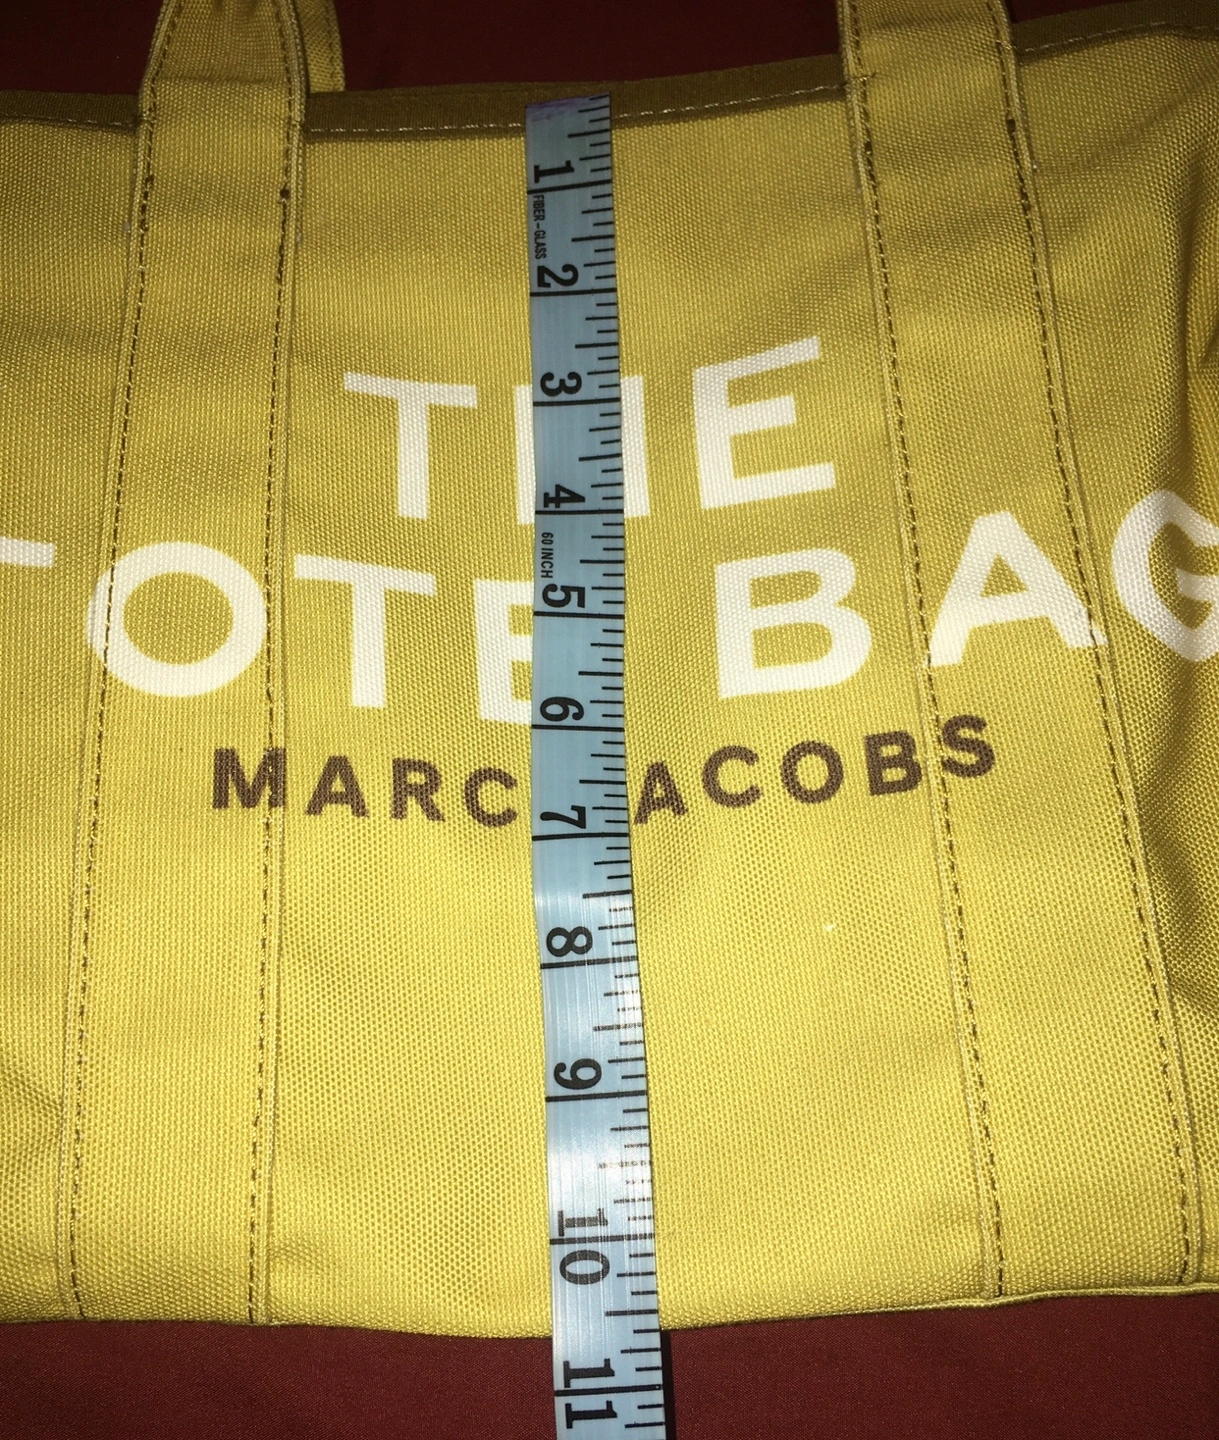 THE
TOTE BAG
MARC ACOBS
1
FIBER-GLASS
2
3
4
60 INCH
5
6
7
8
9
10
11